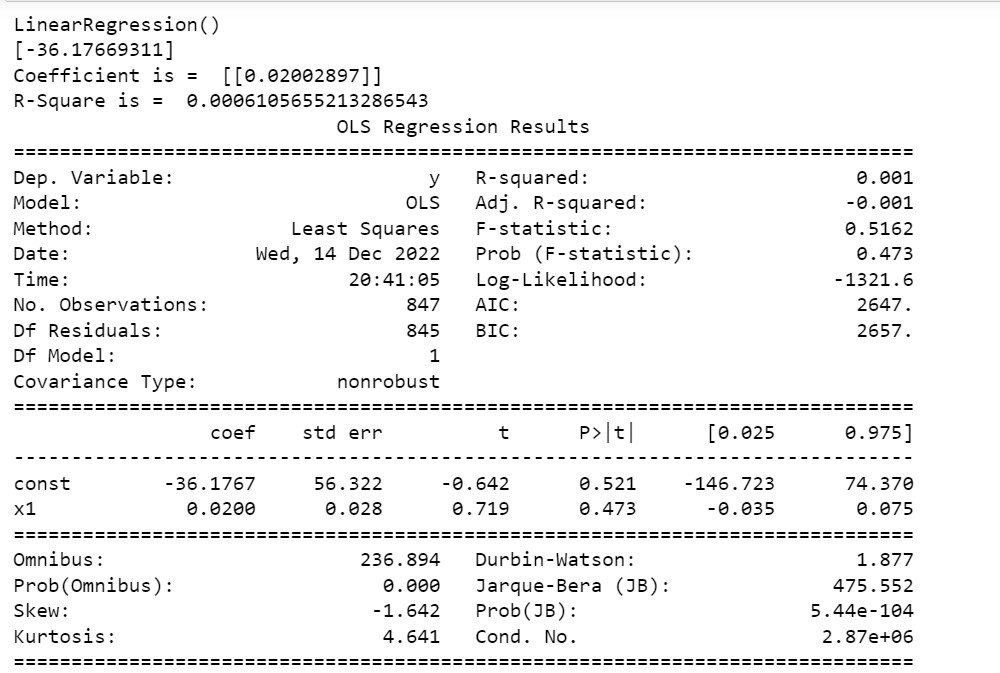 LinearRegression()
[-36.17669311]
Coefficient is =  [[0.02002897]]
R-Square is =  0.0006105655213286543
                            OLS Regression Results
==============================================================================
Dep. Variable:                      y   R-squared:                       0.001
Model:                            OLS   Adj. R-squared:                 -0.001
Method:                 Least Squares   F-statistic:                    0.5162
Date:                Wed, 14 Dec 2022   Prob (F-statistic):              0.473
Time:                        20:41:05   Log-Likelihood:                -1321.6
No. Observations:                 847   AIC:                             2647.
Df Residuals:                     845   BIC:                             2657.
Df Model:                           1
Covariance Type:            nonrobust
==============================================================================
                 coef    std err          t      P>|t|      [0.025      0.975]
------------------------------------------------------------------------------
const        -36.1767     56.322     -0.642      0.521    -146.723      74.370
x1             0.0200      0.028      0.719      0.473      -0.035       0.075
==============================================================================
Omnibus:                      236.894   Durbin-Watson:                   1.877
Prob(Omnibus):                  0.000   Jarque-Bera (JB):              475.552
Skew:                          -1.642   Prob(JB):                    5.44e-104
Kurtosis:                       4.641   Cond. No.                     2.87e+06
==============================================================================